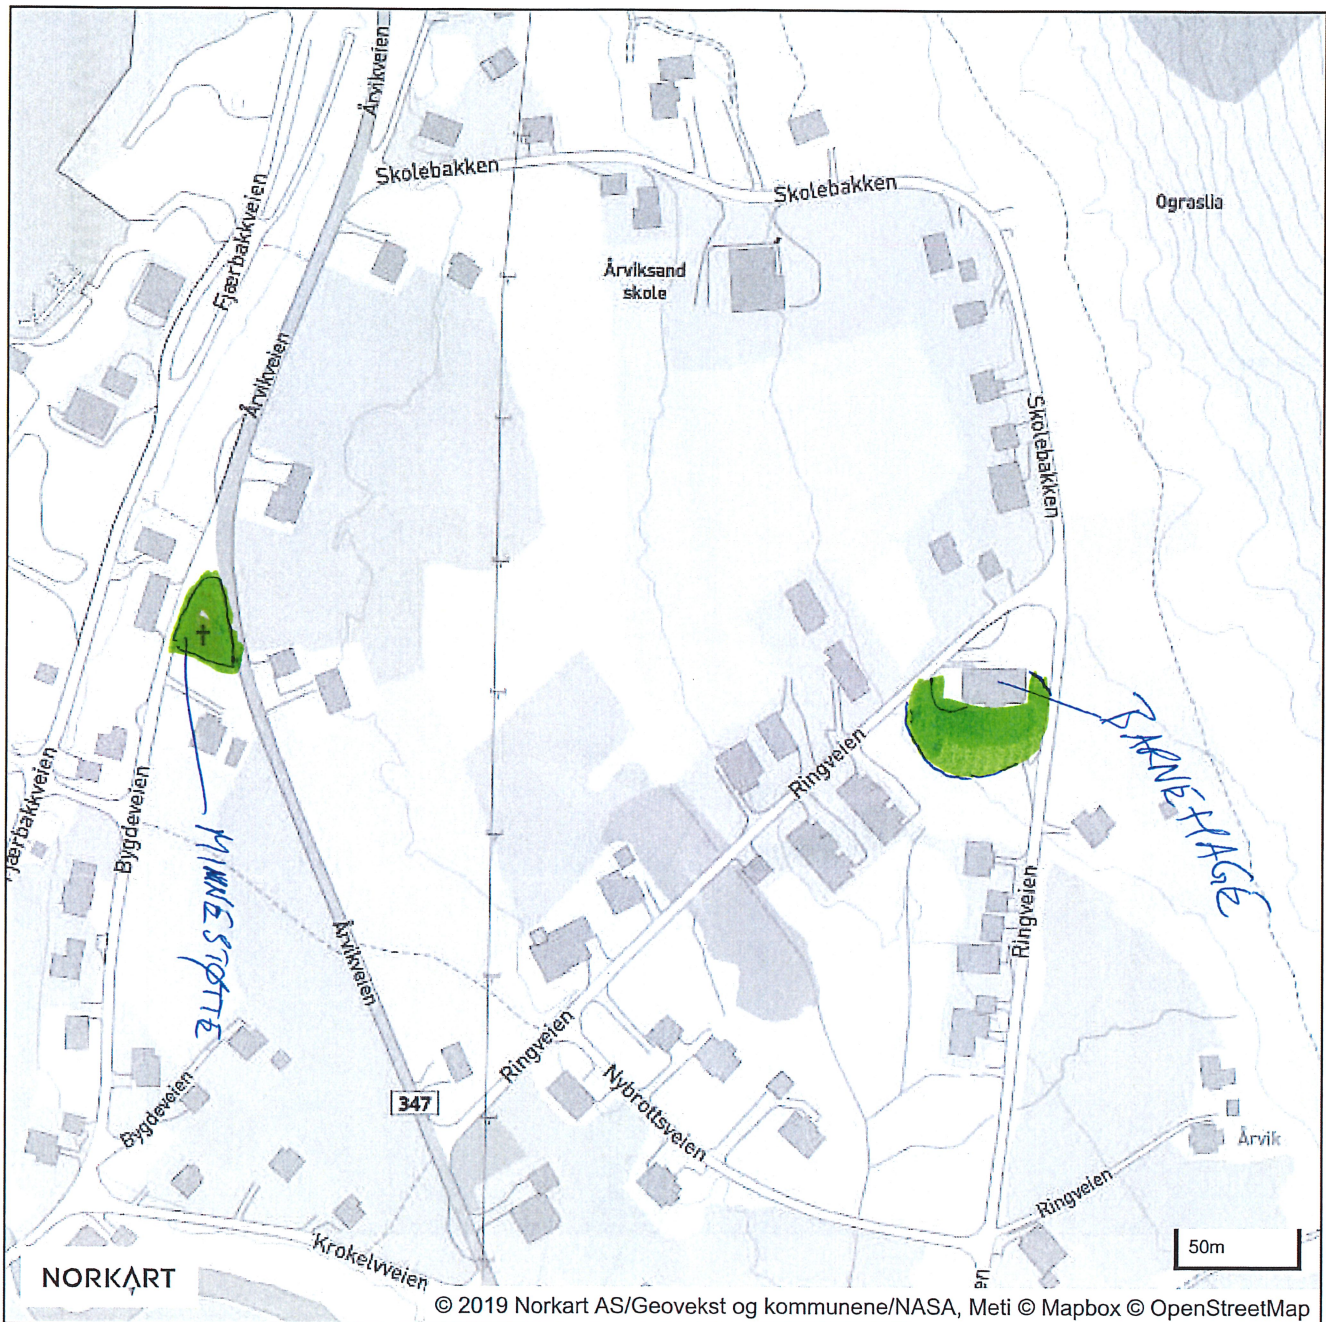 Årvikveien
Skolebakken
Skolebakken
Fjærbakkveien
Ograslia
Årviksand
skole
Årvikveien
Skolebakken
Ringveien
BARNEHAGE
Fjærbakkveien
Bygdeveien
MINNESTØTTE
Ringveien
Årvikveien
Ringveien
Nybrottsveien
347
Bygdeveien
Årvik
Ringveien
Krokelvveien
50m
en
NORKART
© 2019 Norkart AS/Geovekst og kommunene/NASA, Meti © Mapbox © OpenStreetMap